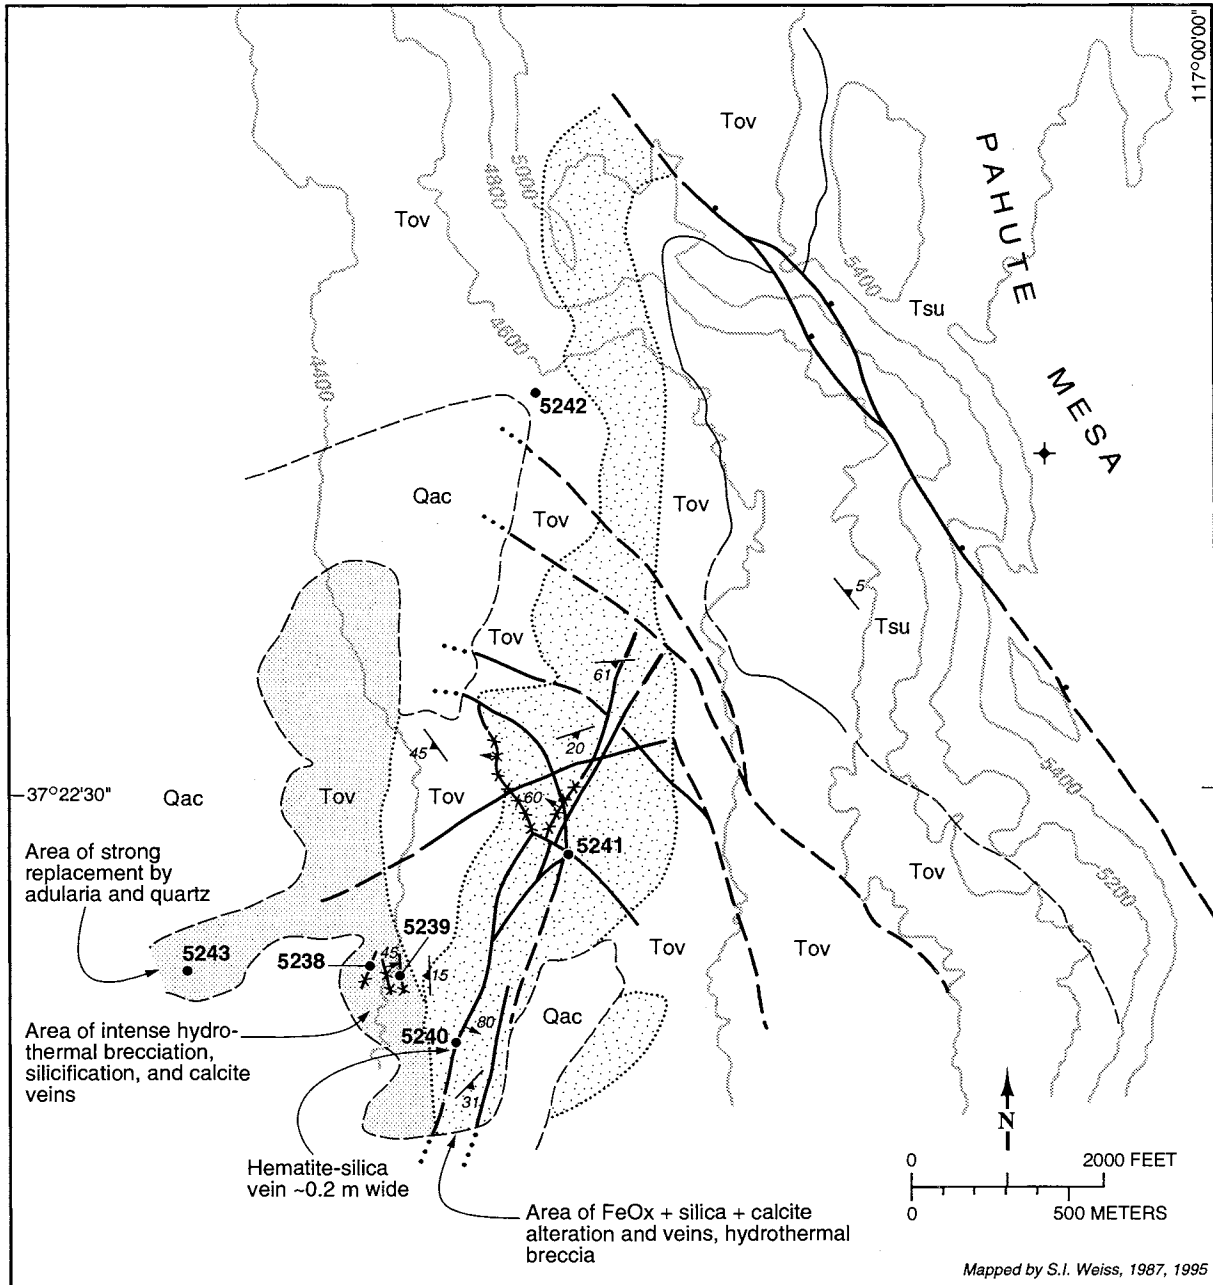 117°00'00"
Tov
PAHUTE
MESA
4800
5000
Tov
5400
Tsu
4600
4400
5242
Qac
Tov
Tov
5
Tsu
Tov
61
45
20
5400
37°22'30"
Qac
Tov
Tov
60
5241
Area of strong
replacement by
adularia and quartz
Tov
5200
5239
5243
5238
45
15
Tov
Tov
Area of intense hydro-
thermal brecciation,
silicification, and calcite
veins
5240
80
Qac
31
N
Hematite-silica
vein ~0.2 m wide
0 2000 FEET
0 500 METERS
Area of FeOx + silica + calcite
alteration and veins, hydrothermal
breccia
Mapped by S.I. Weiss, 1987, 1995